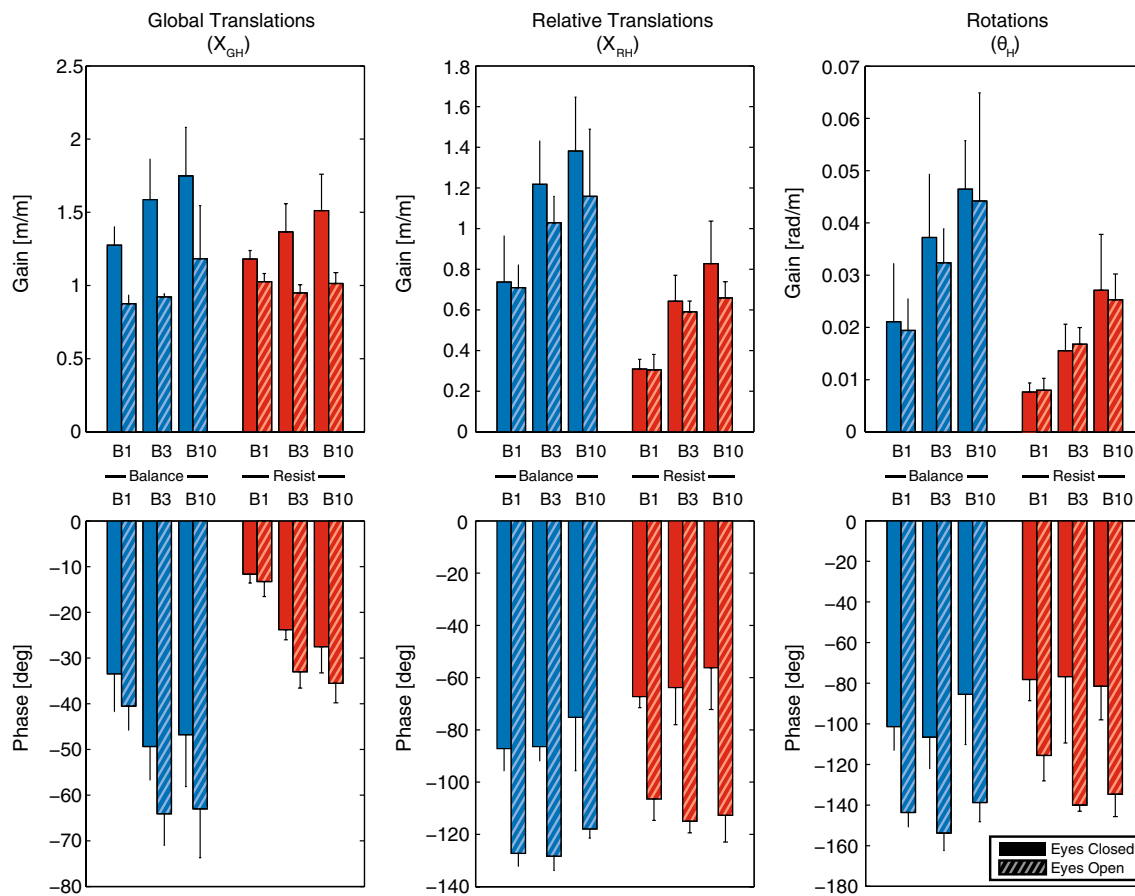 Global Translations
(X_GH)
Relative Translations
(X_RH)
Rotations
(θ_H)
Gain [m/m]
2.5
2
1.5
1
0.5
0
B1 B3 B10 B1 B3 B10
Balance Resist
B1 B3 B10 B1 B3 B10
Gain [m/m]
1.8
1.6
1.4
1.2
1
0.8
0.6
0.4
0.2
0
B1 B3 B10 B1 B3 B10
Balance Resist
B1 B3 B10 B1 B3 B10
Gain [rad/m]
0.07
0.06
0.05
0.04
0.03
0.02
0.01
0
B1 B3 B10 B1 B3 B10
Balance Resist
B1 B3 B10 B1 B3 B10
Phase [deg]
0
−10
−20
−30
−40
−50
−60
−70
−80
Phase [deg]
0
−20
−40
−60
−80
−100
−120
−140
Phase [deg]
0
−20
−40
−60
−80
−100
−120
−140
−160
−180
Eyes Closed
Eyes Open